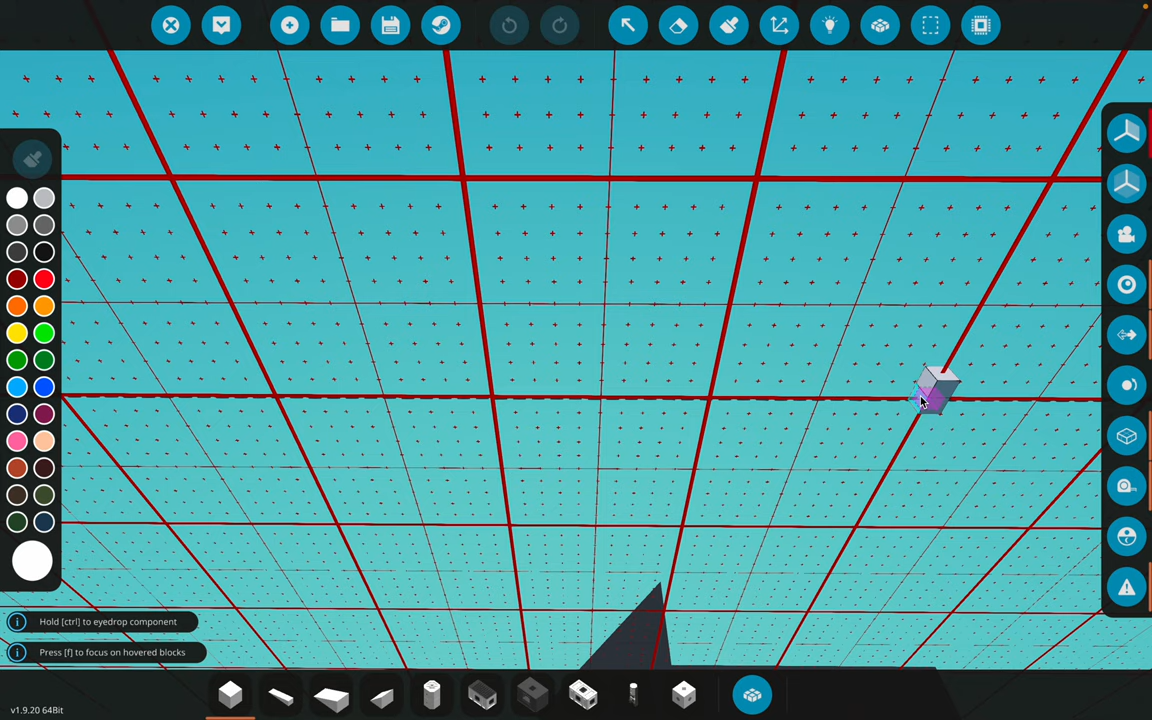 Hold [ctrl] to eyedrop component
Press [f] to focus on hovered blocks
v1.9.20 64Bit